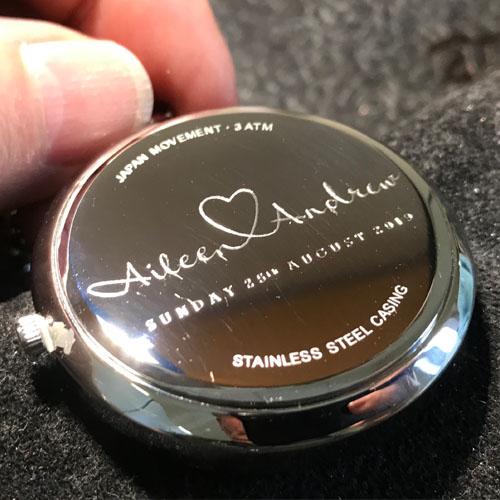 JAPAN MOVEMENT · 3 ATM
Aileen Andrew
SUNDAY 25th AUGUST 2019
STAINLESS STEEL CASING